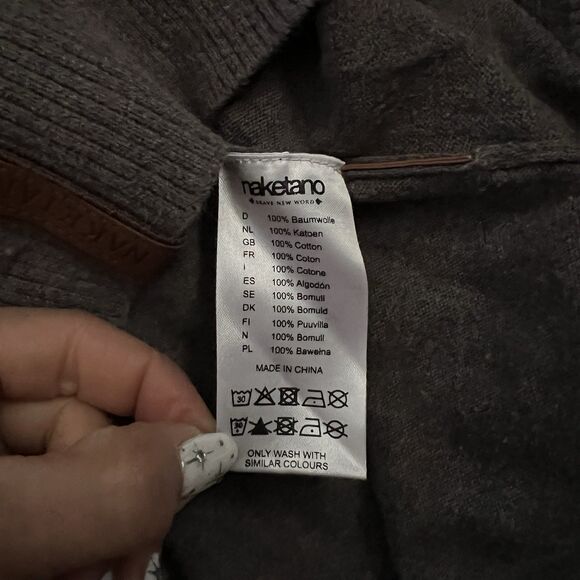 naketano
BRAVE NEW WORD
D 100% Baumwolle
NL 100% Katoen
GB 100% Cotton
FR 100% Coton
I 100% Cotone
ES 100% Algodón
SE 100% Bomull
DK 100% Bomuld
FI 100% Puuvilla
N 100% Bomull
PL 100% Bawelna
MADE IN CHINA
30
30
ONLY WASH WITH
SIMILAR COLOURS